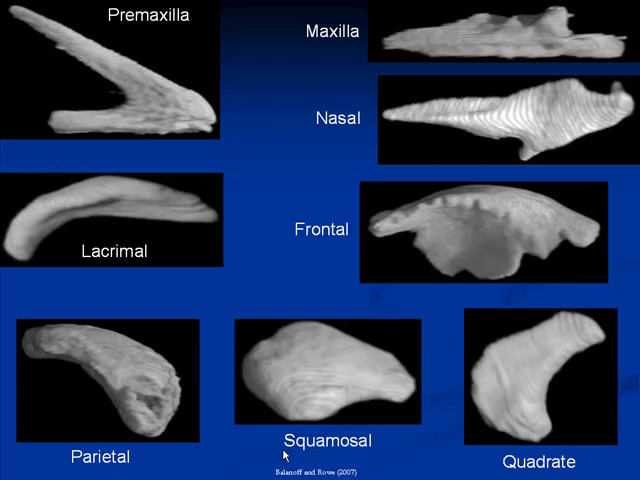 Premaxilla
Maxilla
Nasal
Lacrimal
Frontal
Parietal
Squamosal
Quadrate
Balanoff and Rowe (2007)